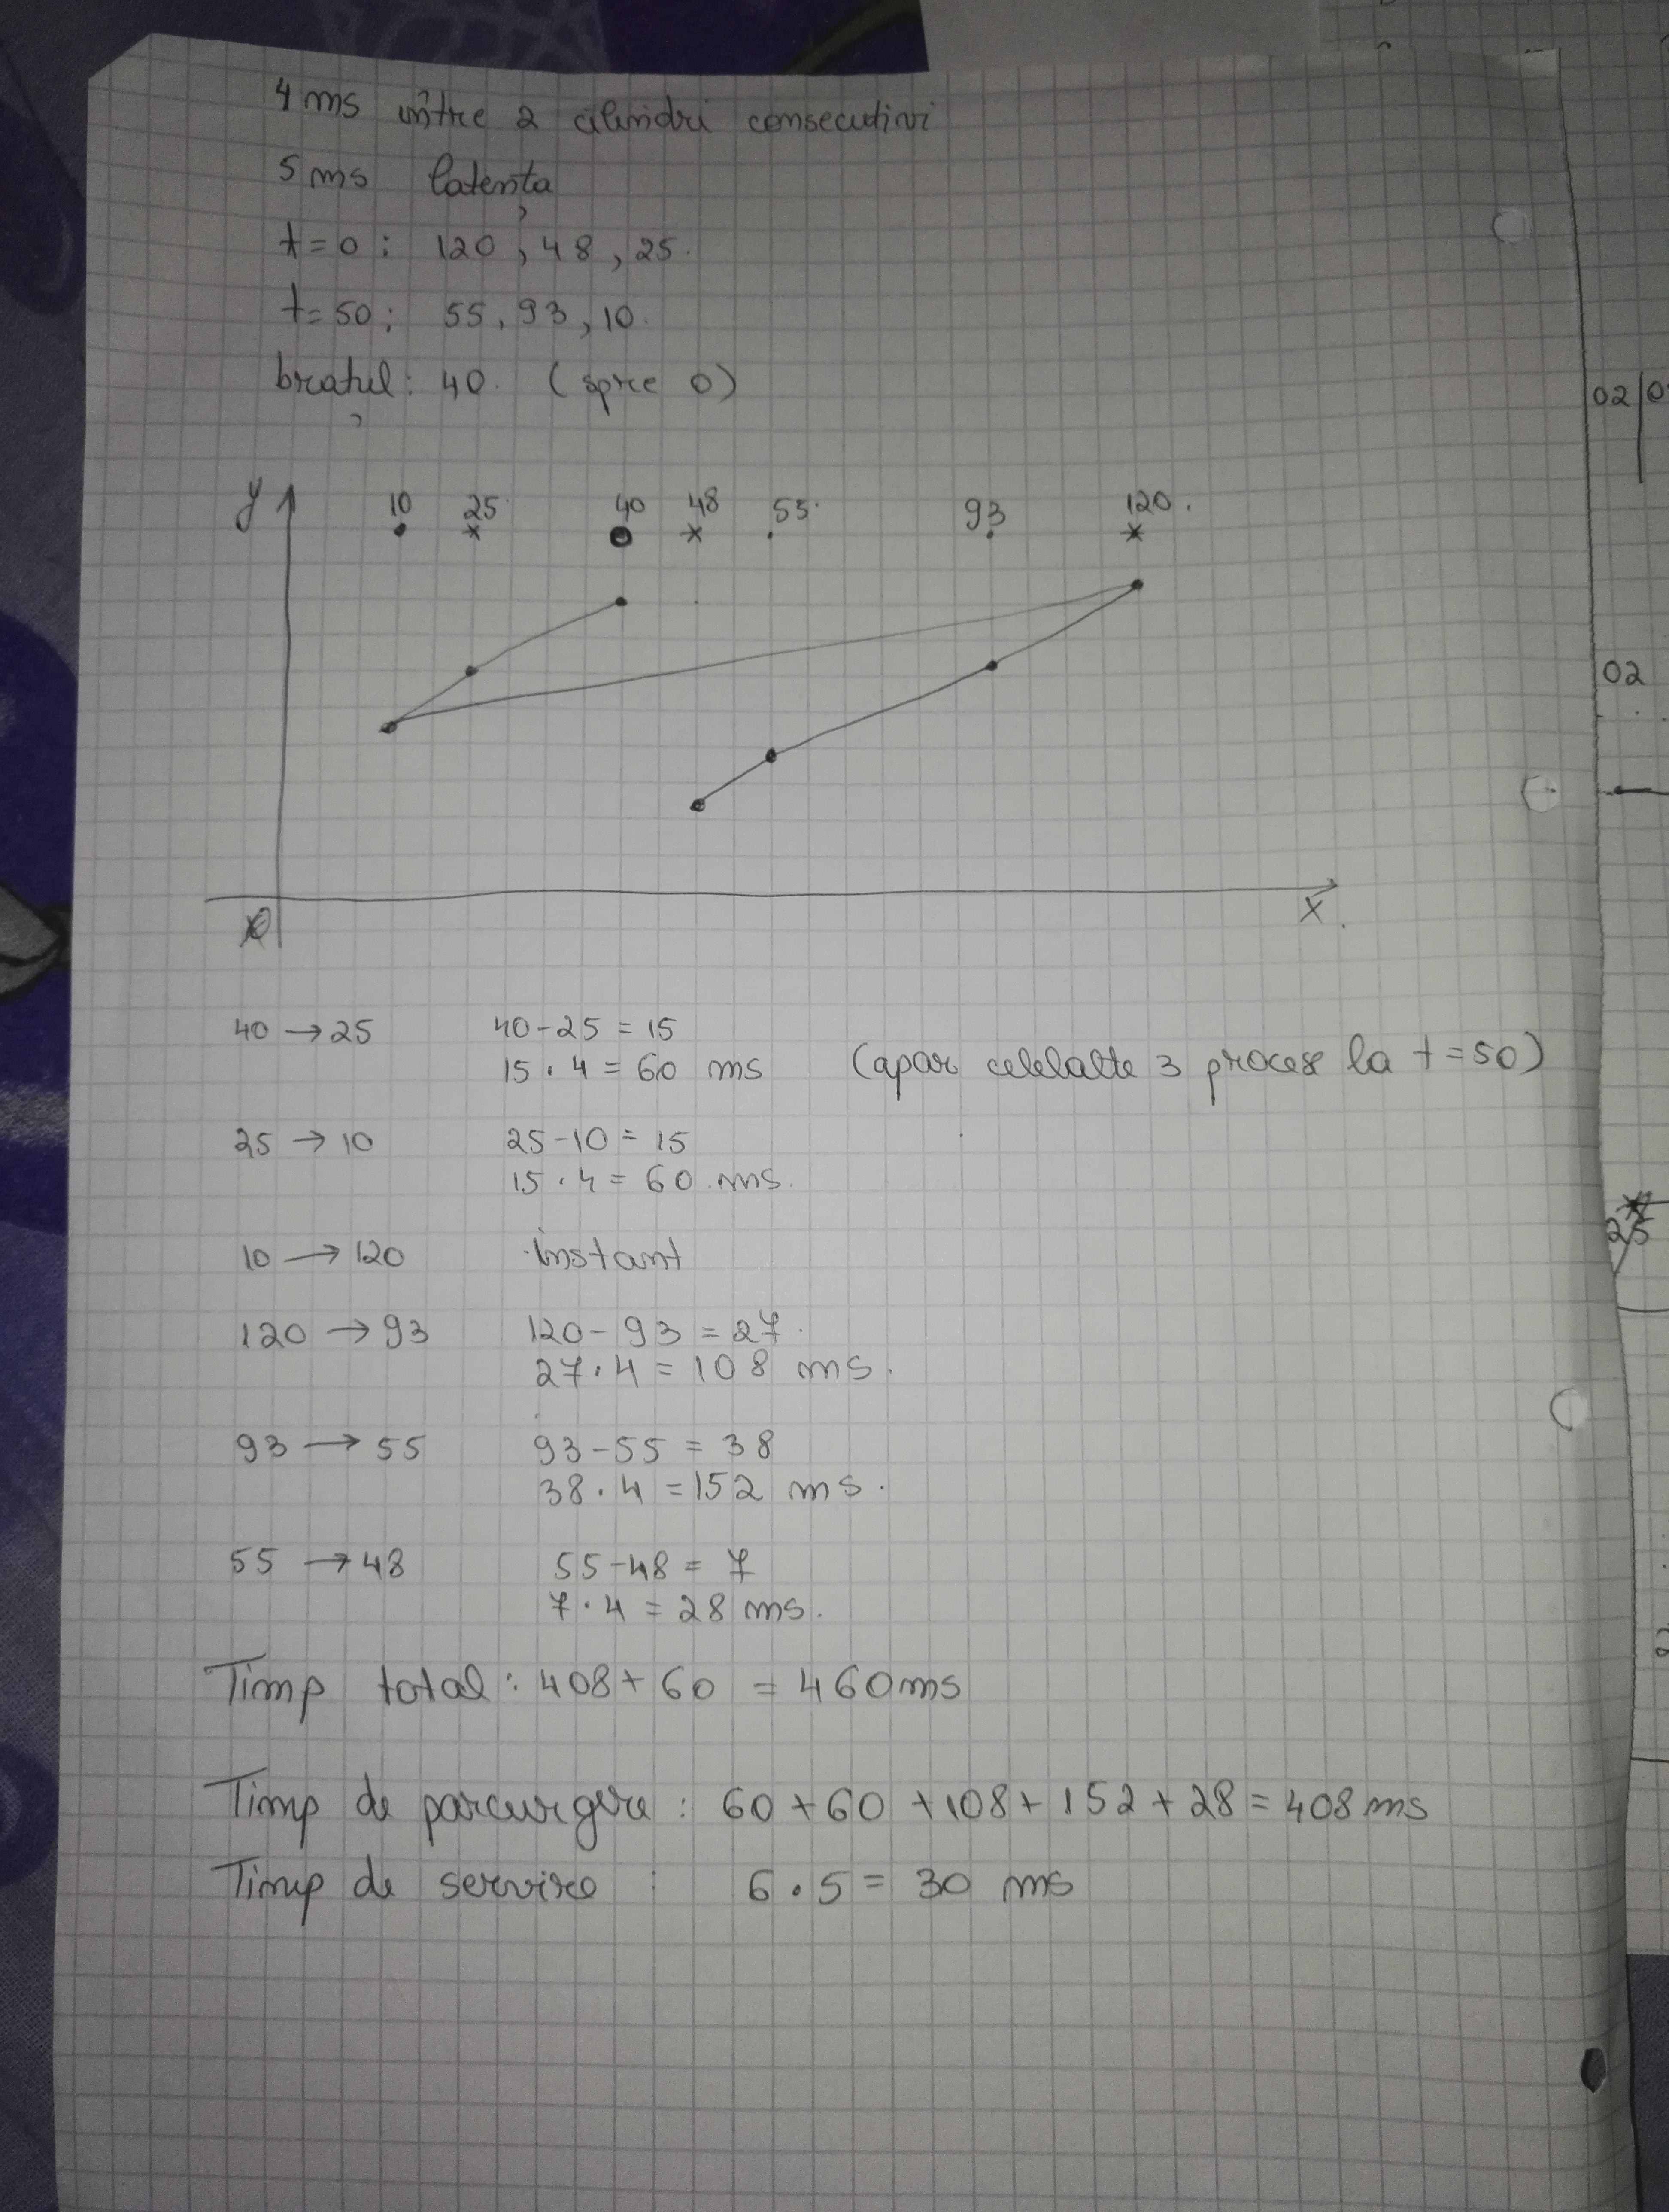 4 ms între 2 cilindri consecutivi
5 ms latență
t=0: 120, 48, 25.
t=50: 55, 93, 10.
brațul: 40. (spre 0)
y 10 25 40 48 55 93 120.
x
40 → 25 40-25 = 15
15 . 4 = 60 ms (apar celelalte 3 procese la t=50)
25 → 10 25-10 = 15
15 . 4 = 60 ms.
10 → 120 instant
120 → 93 120-93 = 27
27 . 4 = 108 ms.
93 → 55 93-55 = 38
38 . 4 = 152 ms.
55 → 48 55-48 = 7
7 . 4 = 28 ms.
Timp total: 408+60 = 460ms
Timp de parcurgere: 60+60+108+152+28 = 408 ms
Timp de servire : 6 . 5 = 30 ms
02
02
25